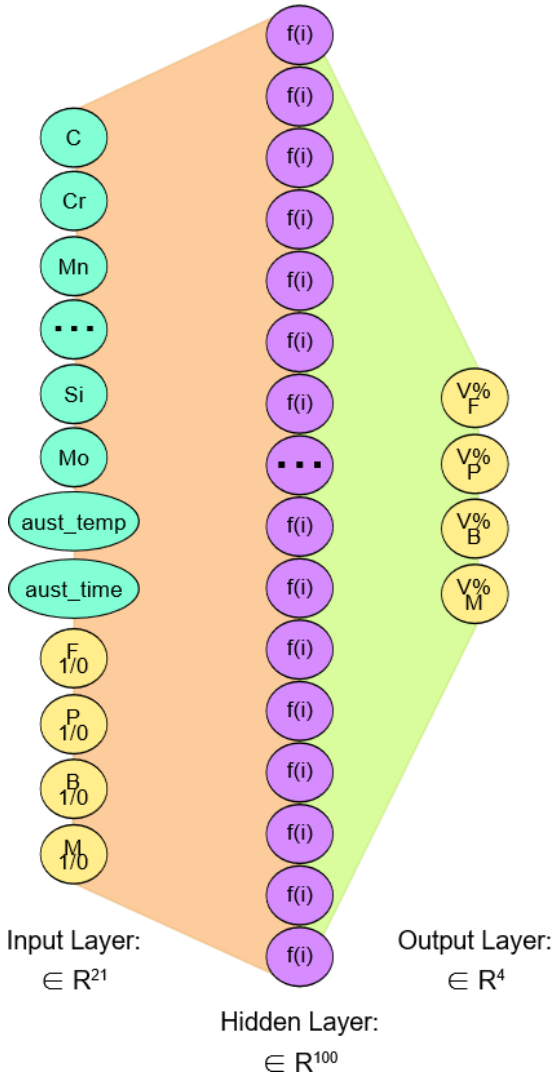 C
Cr
Mn
...
Si
Mo
aust_temp
aust_time
F
1/0
P
1/0
B
1/0
M
1/0
Input Layer:
∈ R²¹
f(i)
f(i)
f(i)
f(i)
f(i)
f(i)
f(i)
...
f(i)
f(i)
f(i)
f(i)
f(i)
f(i)
f(i)
f(i)
Hidden Layer:
∈ R¹⁰⁰
V%
F
V%
P
V%
B
V%
M
Output Layer:
∈ R⁴